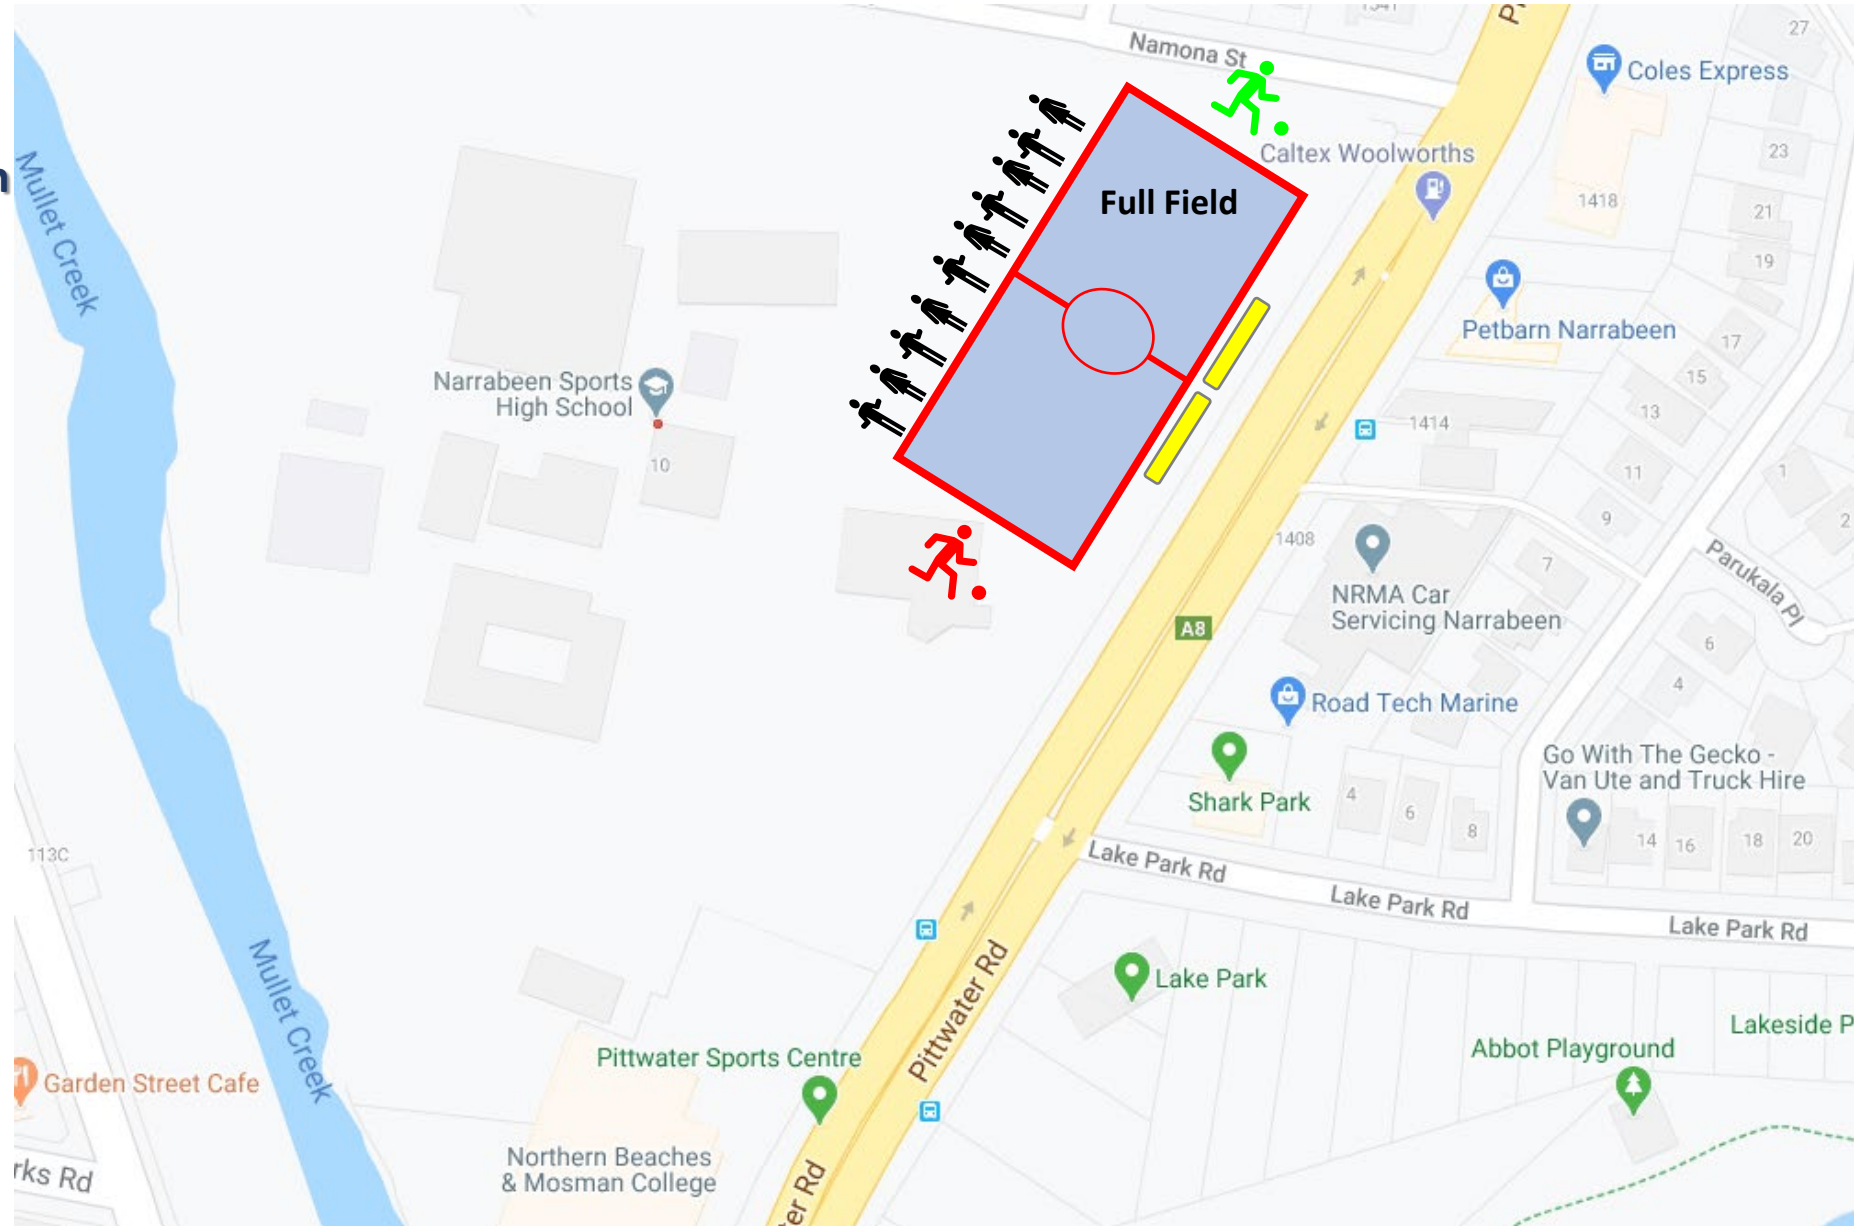 Namona St
27
Coles Express
Mullet Creek
Caltex Woolworths
23
Full Field
1418
21
19
Petbarn Narrabeen
17
Narrabeen Sports
High School
15
1414
13
10
11
1
9
2
1408
7
Parukala Pl
NRMA Car
Servicing Narrabeen
A8
6
4
Road Tech Marine
Go With The Gecko -
Van Ute and Truck Hire
Shark Park
4
6
8
14
16
18
20
113C
Lake Park Rd
Lake Park Rd
Lake Park Rd
Mullet Creek
Pittwater Rd
Lake Park
Lakeside P
Abbot Playground
Pittwater Sports Centre
Garden Street Cafe
Northern Beaches
& Mosman College
rks Rd
er Rd